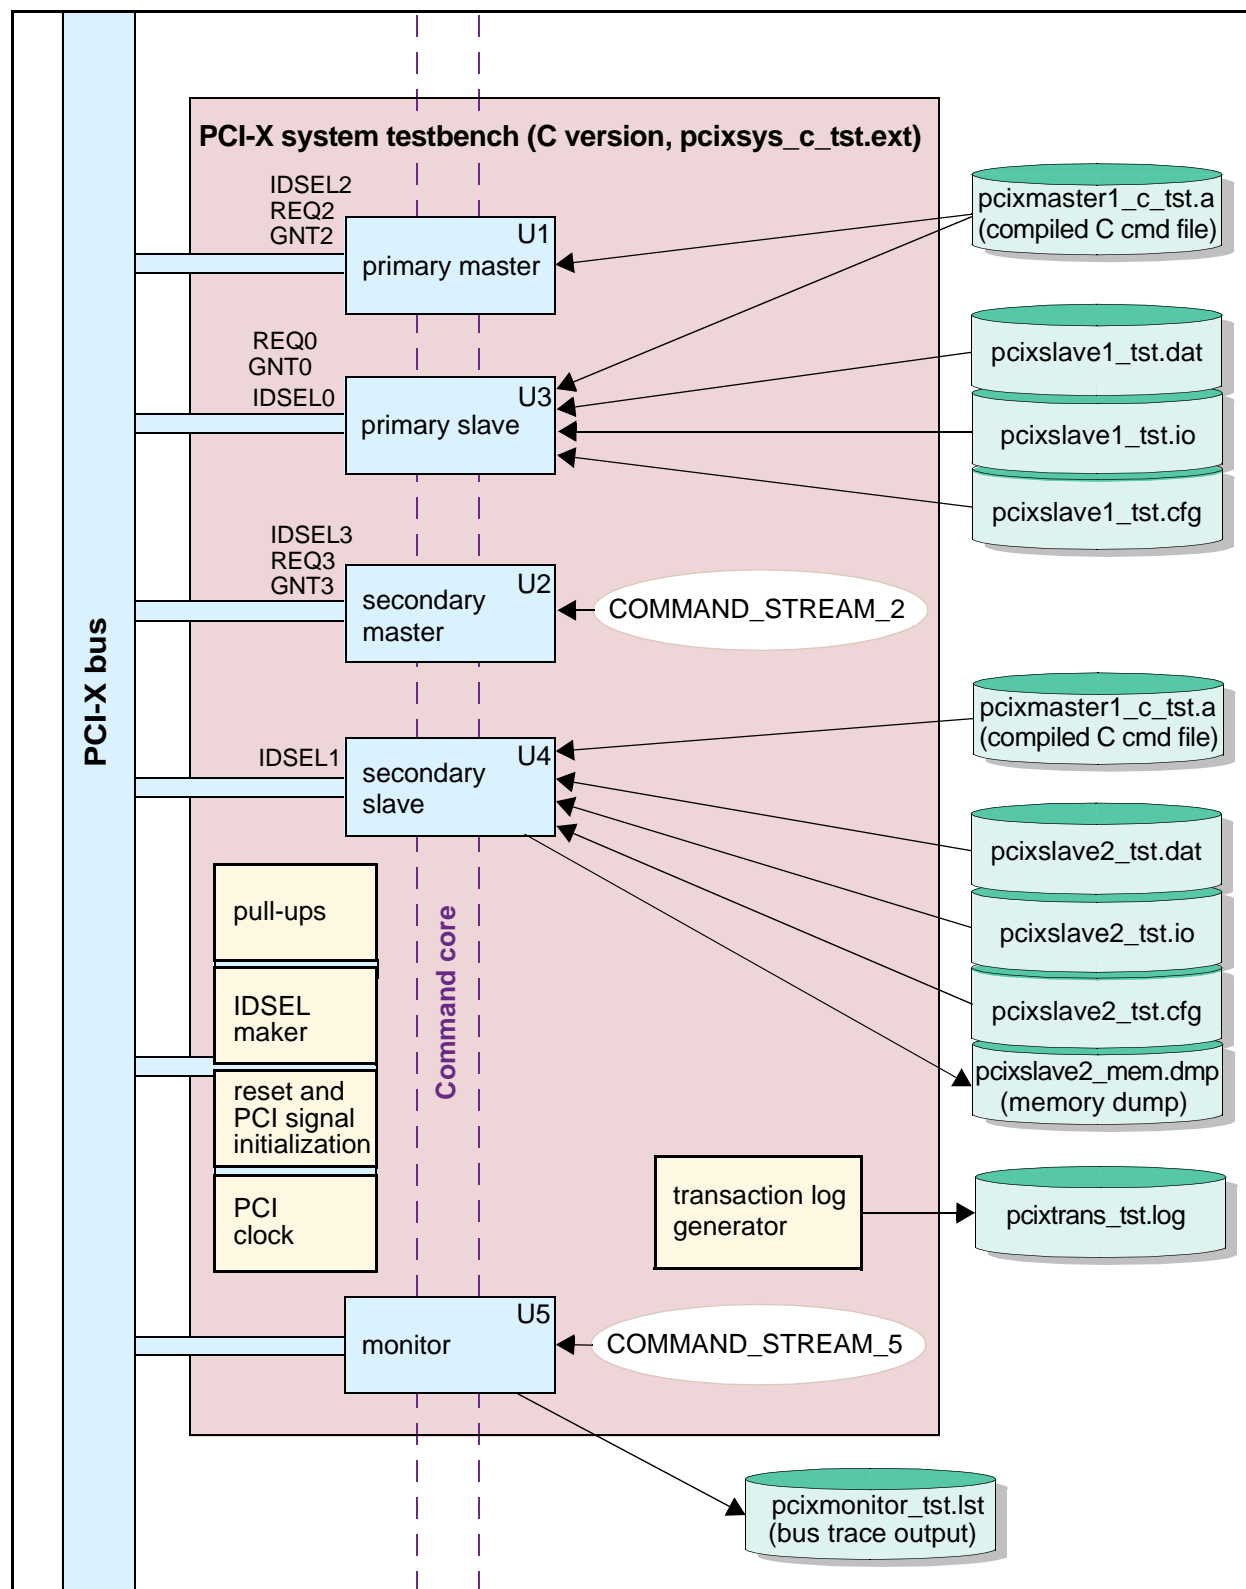 PCI-X system testbench (C version, pcixsys_c_tst.ext)
IDSEL2
REQ2
GNT2
U1
primary master
pcixmaster1_c_tst.a
(compiled C cmd file)
REQ0
GNT0
IDSEL0
U3
primary slave
pcixslave1_tst.dat
pcixslave1_tst.io
pcixslave1_tst.cfg
IDSEL3
REQ3
GNT3
U2
secondary
master
COMMAND_STREAM_2
PCI-X bus
IDSEL1
U4
secondary
slave
pcixmaster1_c_tst.a
(compiled C cmd file)
pcixslave2_tst.dat
pcixslave2_tst.io
pcixslave2_tst.cfg
pcixslave2_mem.dmp
(memory dump)
pull-ups
IDSEL
maker
reset and
PCI signal
initialization
PCI
clock
Command core
transaction log
generator
pcixtrans_tst.log
U5
monitor
COMMAND_STREAM_5
pcixmonitor_tst.lst
(bus trace output)